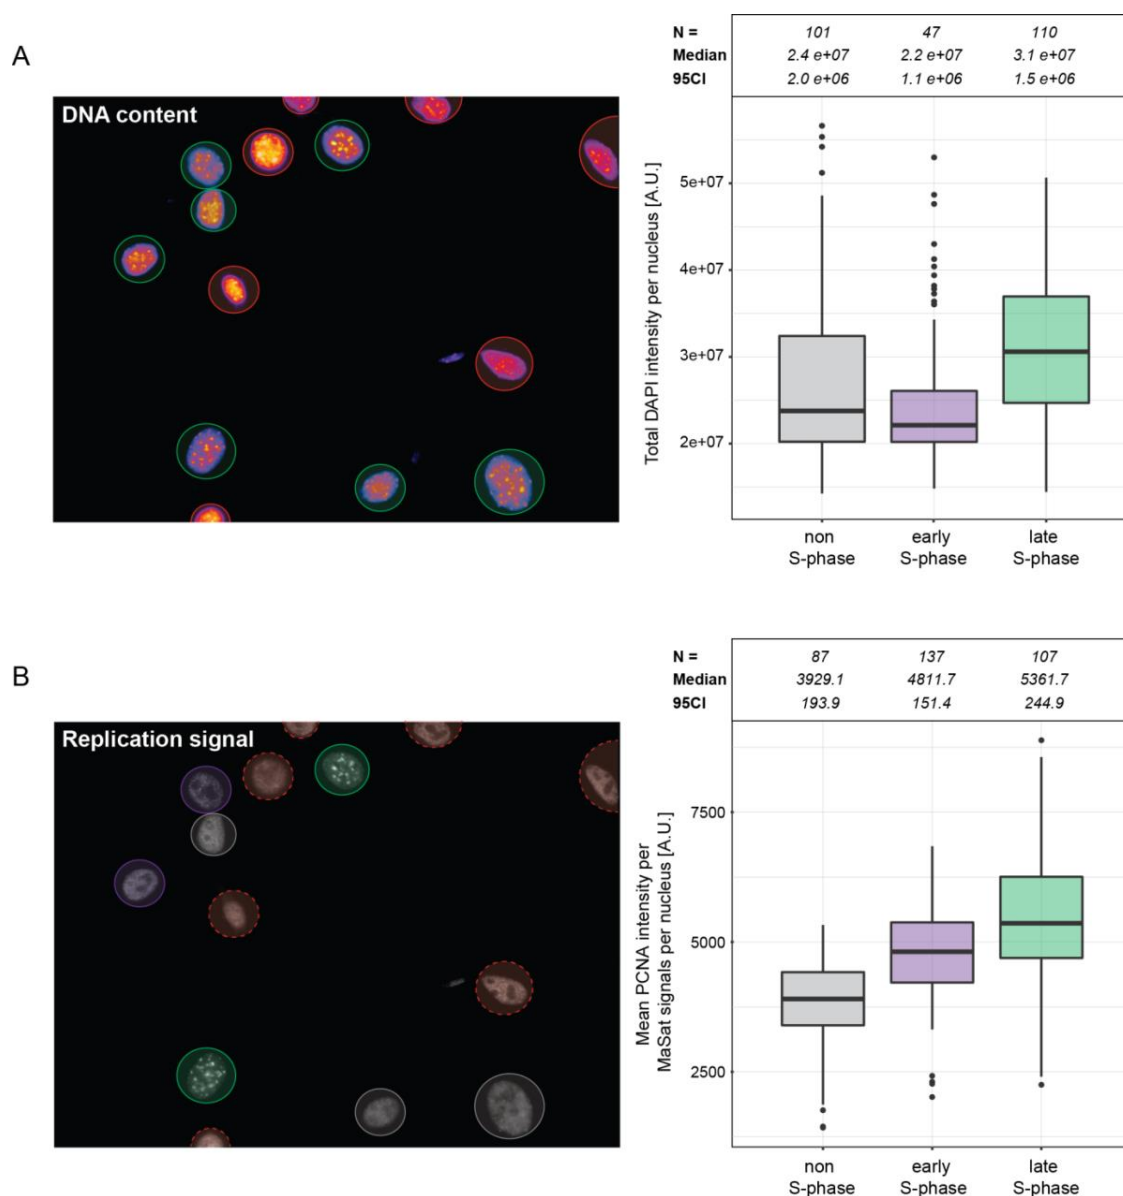 A
DNA content
N = 101 47 110
Median 2.4 e+07 2.2 e+07 3.1 e+07
95CI 2.0 e+06 1.1 e+06 1.5 e+06
Total DAPI intensity per nucleus [A.U.]
5e+07
4e+07
3e+07
2e+07
non early late
S-phase S-phase S-phase
B
Replication signal
N = 87 137 107
Median 3929.1 4811.7 5361.7
95CI 193.9 151.4 244.9
Mean PCNA intensity per
MaSat signals per nucleus [A.U.]
7500
5000
2500
non early late
S-phase S-phase S-phase